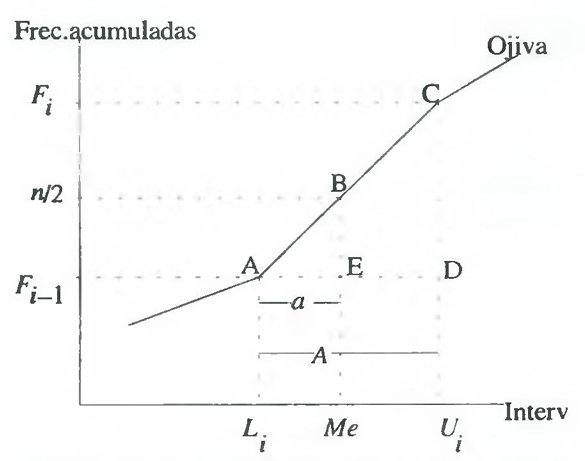 Frec.acumuladas
Ojiva
F_i
C
n/2
B
A
E
D
F_{i-1}
a
A
Interv
L_i
Me
U_i